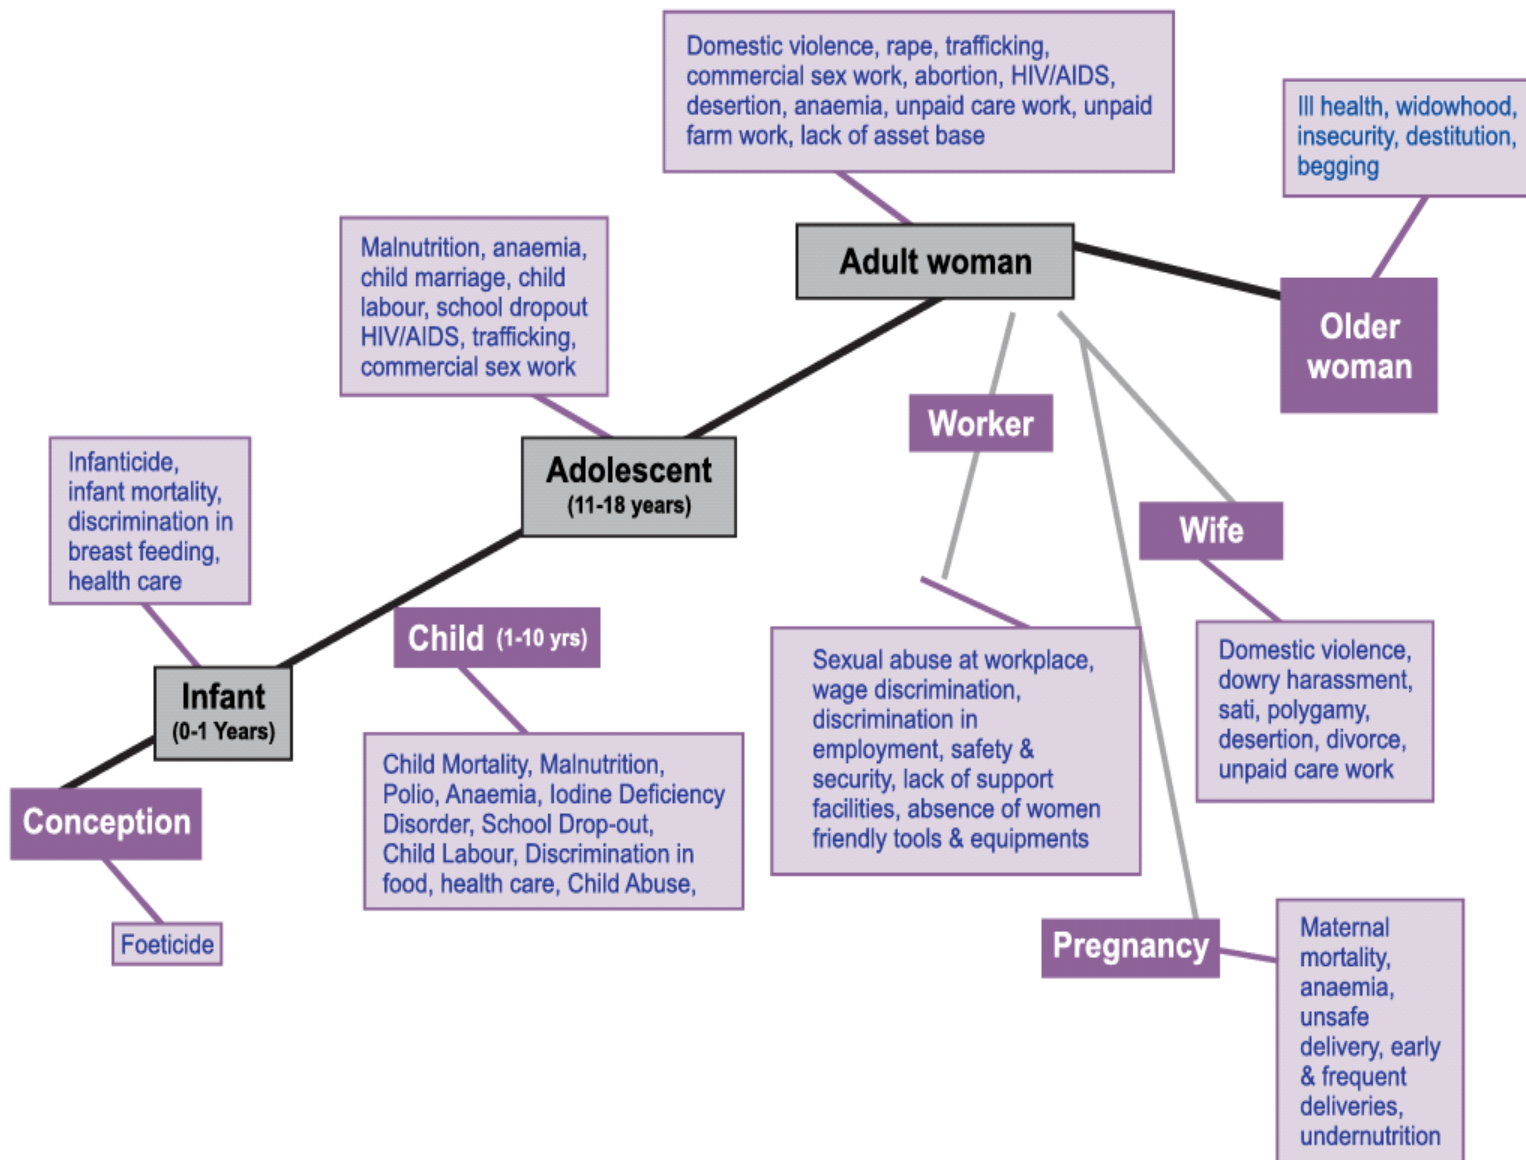 Domestic violence, rape, trafficking,
commercial sex work, abortion, HIV/AIDS,
desertion, anaemia, unpaid care work, unpaid
farm work, lack of asset base
Ill health, widowhood,
insecurity, destitution,
begging
Adult woman
Older
woman
Malnutrition, anaemia,
child marriage, child
labour, school dropout
HIV/AIDS, trafficking,
commercial sex work
Adolescent
(11-18 years)
Worker
Wife
Infanticide,
infant mortality,
discrimination in
breast feeding,
health care
Infant
(0-1 Years)
Child (1-10 yrs)
Child Mortality, Malnutrition,
Polio, Anaemia, Iodine Deficiency
Disorder, School Drop-out,
Child Labour, Discrimination in
food, health care, Child Abuse,
Sexual abuse at workplace,
wage discrimination,
discrimination in
employment, safety &
security, lack of support
facilities, absence of women
friendly tools & equipments
Domestic violence,
dowry harassment,
sati, polygamy,
desertion, divorce,
unpaid care work
Conception
Foeticide
Pregnancy
Maternal
mortality,
anaemia,
unsafe
delivery, early
& frequent
deliveries,
undernutrition